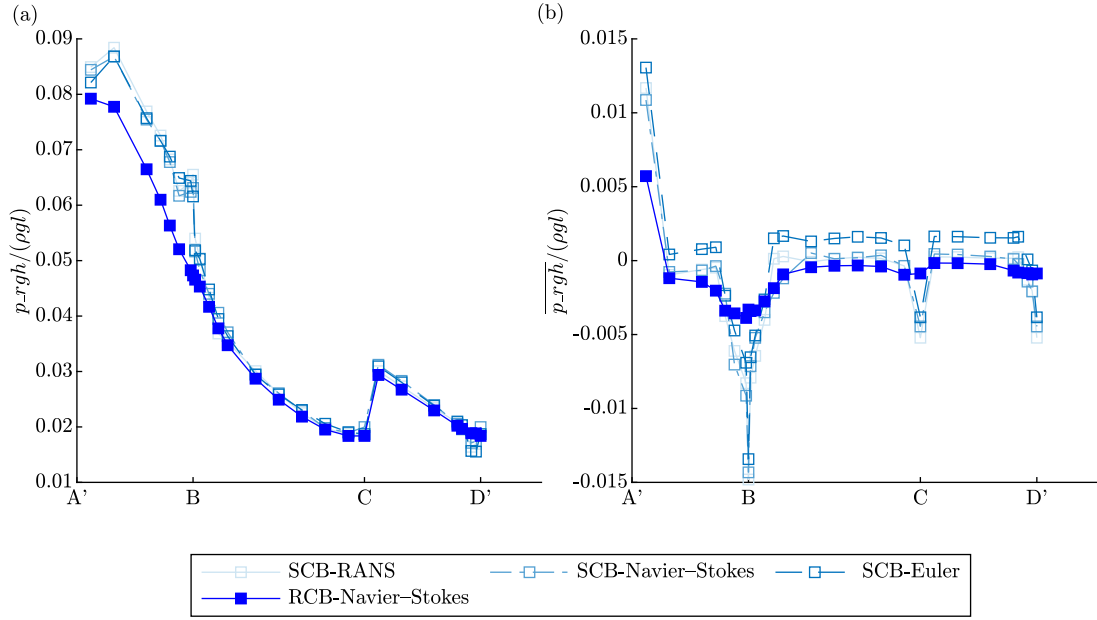 (a)
(b)
0.09
0.08
0.07
0.06
0.05
0.04
0.03
0.02
0.01
p_rgh/(ρgl)
A' B C D'
0.015
0.01
0.005
0
-0.005
-0.01
-0.015
p_rgh/(ρgl)
A' B C D'
SCB-RANS SCB-Navier–Stokes SCB-Euler
RCB-Navier–Stokes